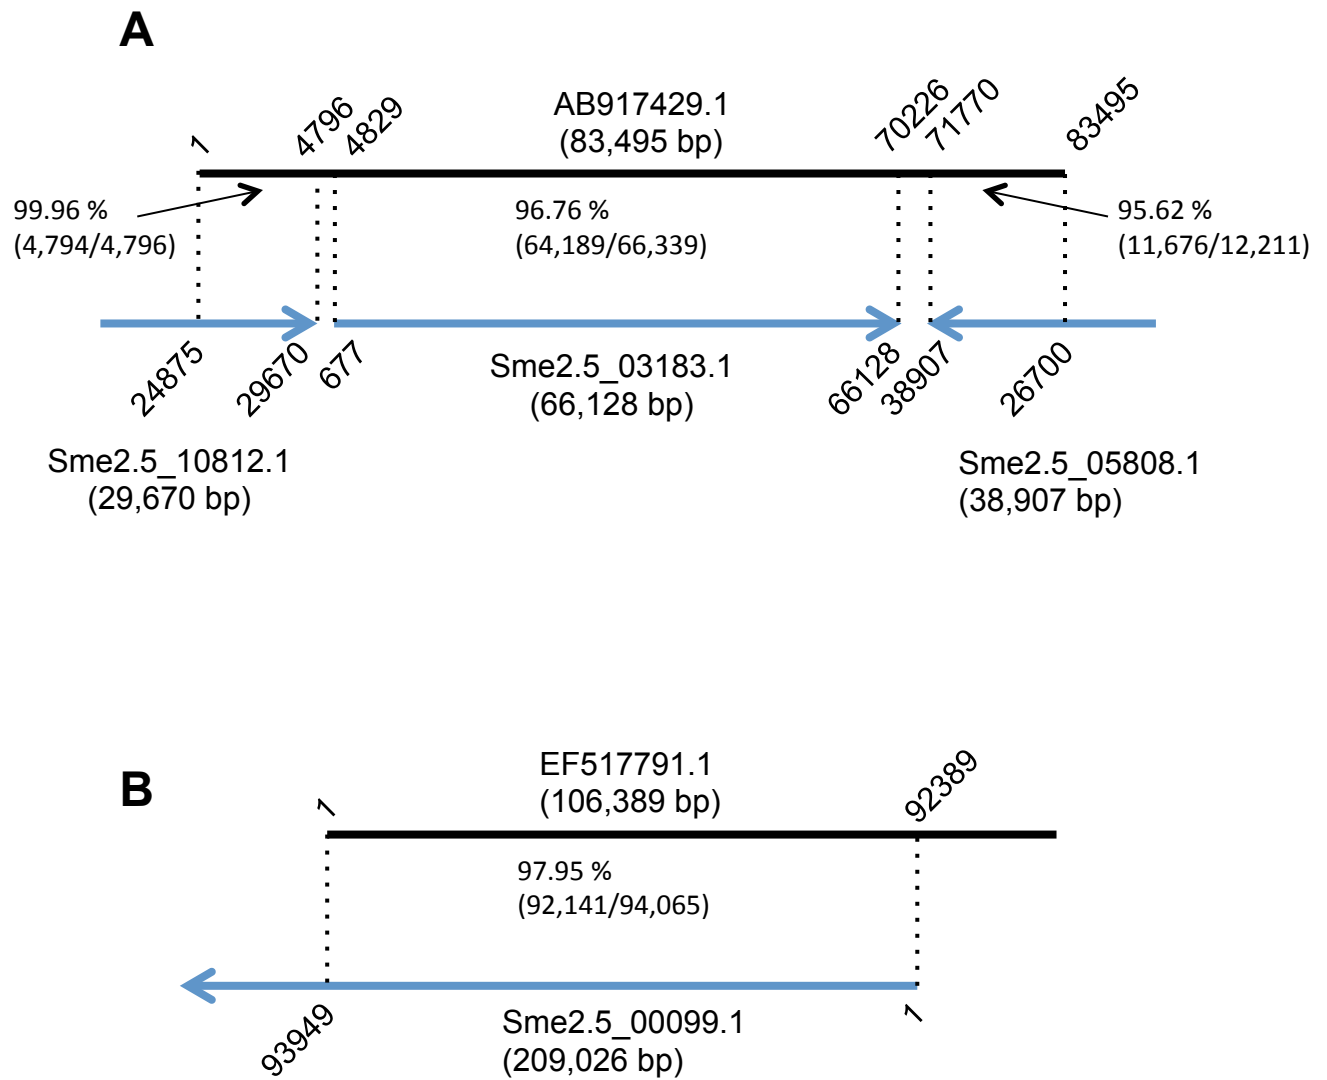 A
AB917429.1
(83,495 bp)
1
4796
4829
70226
71770
83495
99.96 %
(4,794/4,796)
96.76 %
(64,189/66,339)
95.62 %
(11,676/12,211)
24875
29670
677
66128
38907
26700
Sme2.5_03183.1
(66,128 bp)
Sme2.5_10812.1
(29,670 bp)
Sme2.5_05808.1
(38,907 bp)
B
EF517791.1
(106,389 bp)
1
92389
97.95 %
(92,141/94,065)
93949
1
Sme2.5_00099.1
(209,026 bp)